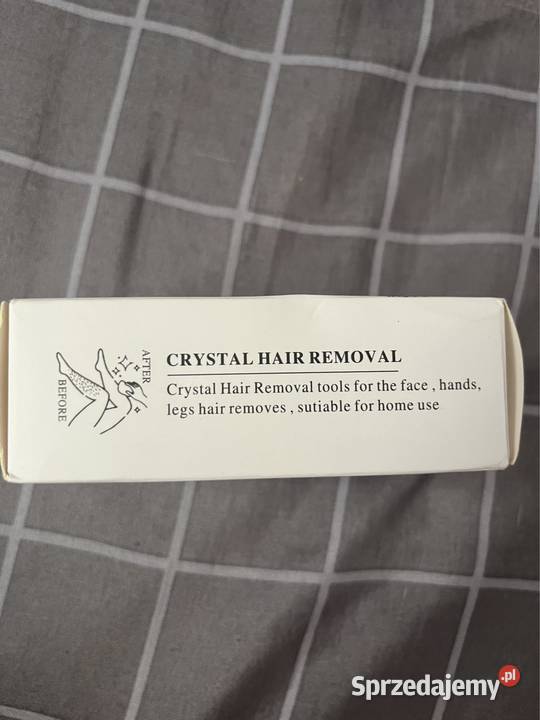 CRYSTAL HAIR REMOVAL
Crystal Hair Removal tools for the face , hands,
legs hair removes , sutiable for home use
AFTER
BEFORE
Sprzedajemy.pl